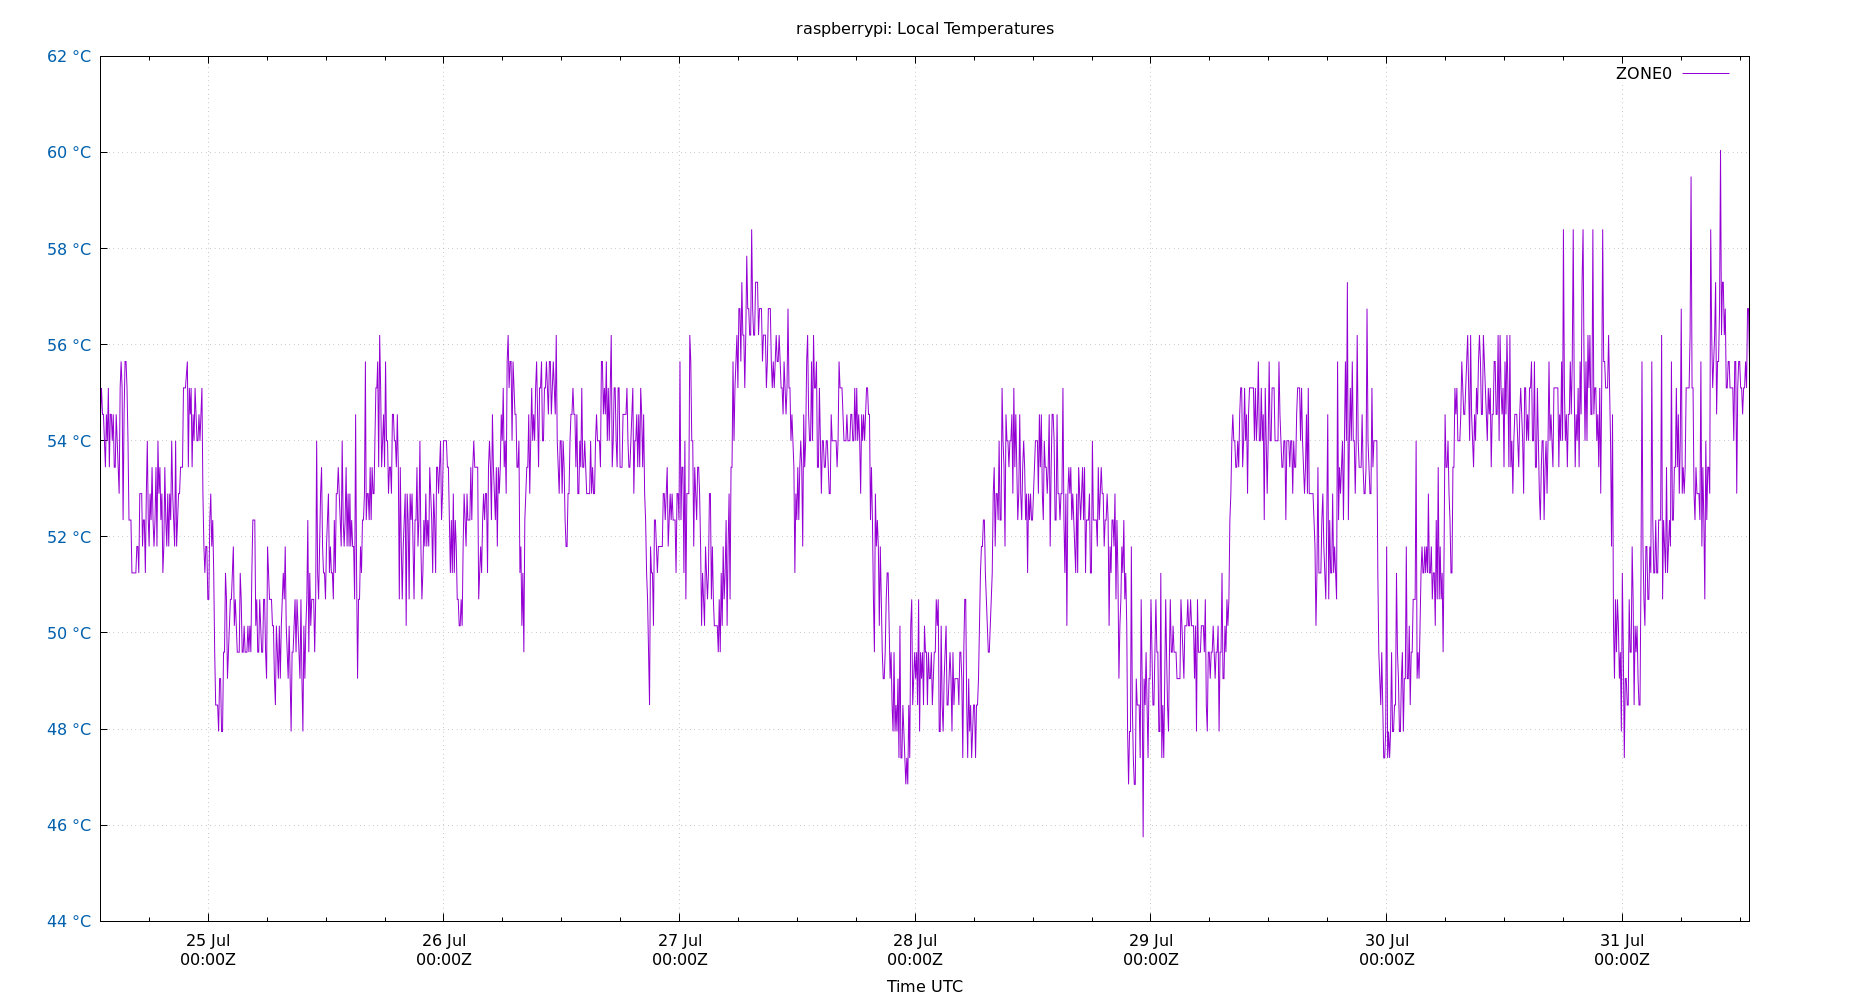 raspberrypi: Local Temperatures
62 °C
ZONE0
60 °C
58 °C
56 °C
54 °C
52 °C
50 °C
48 °C
46 °C
44 °C
25 Jul 26 Jul 27 Jul 28 Jul 29 Jul 30 Jul 31 Jul
00:00Z 00:00Z 00:00Z 00:00Z 00:00Z 00:00Z 00:00Z
Time UTC